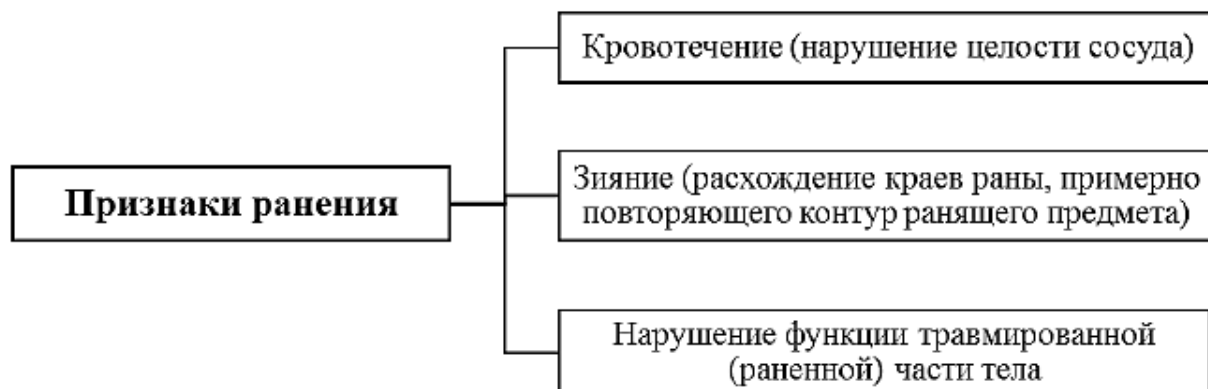 Признаки ранения
Кровотечение (нарушение целости сосуда)
Зияние (расхождение краев раны, примерно
повторяющего контур ранящего предмета)
Нарушение функции травмированной
(раненной) части тела